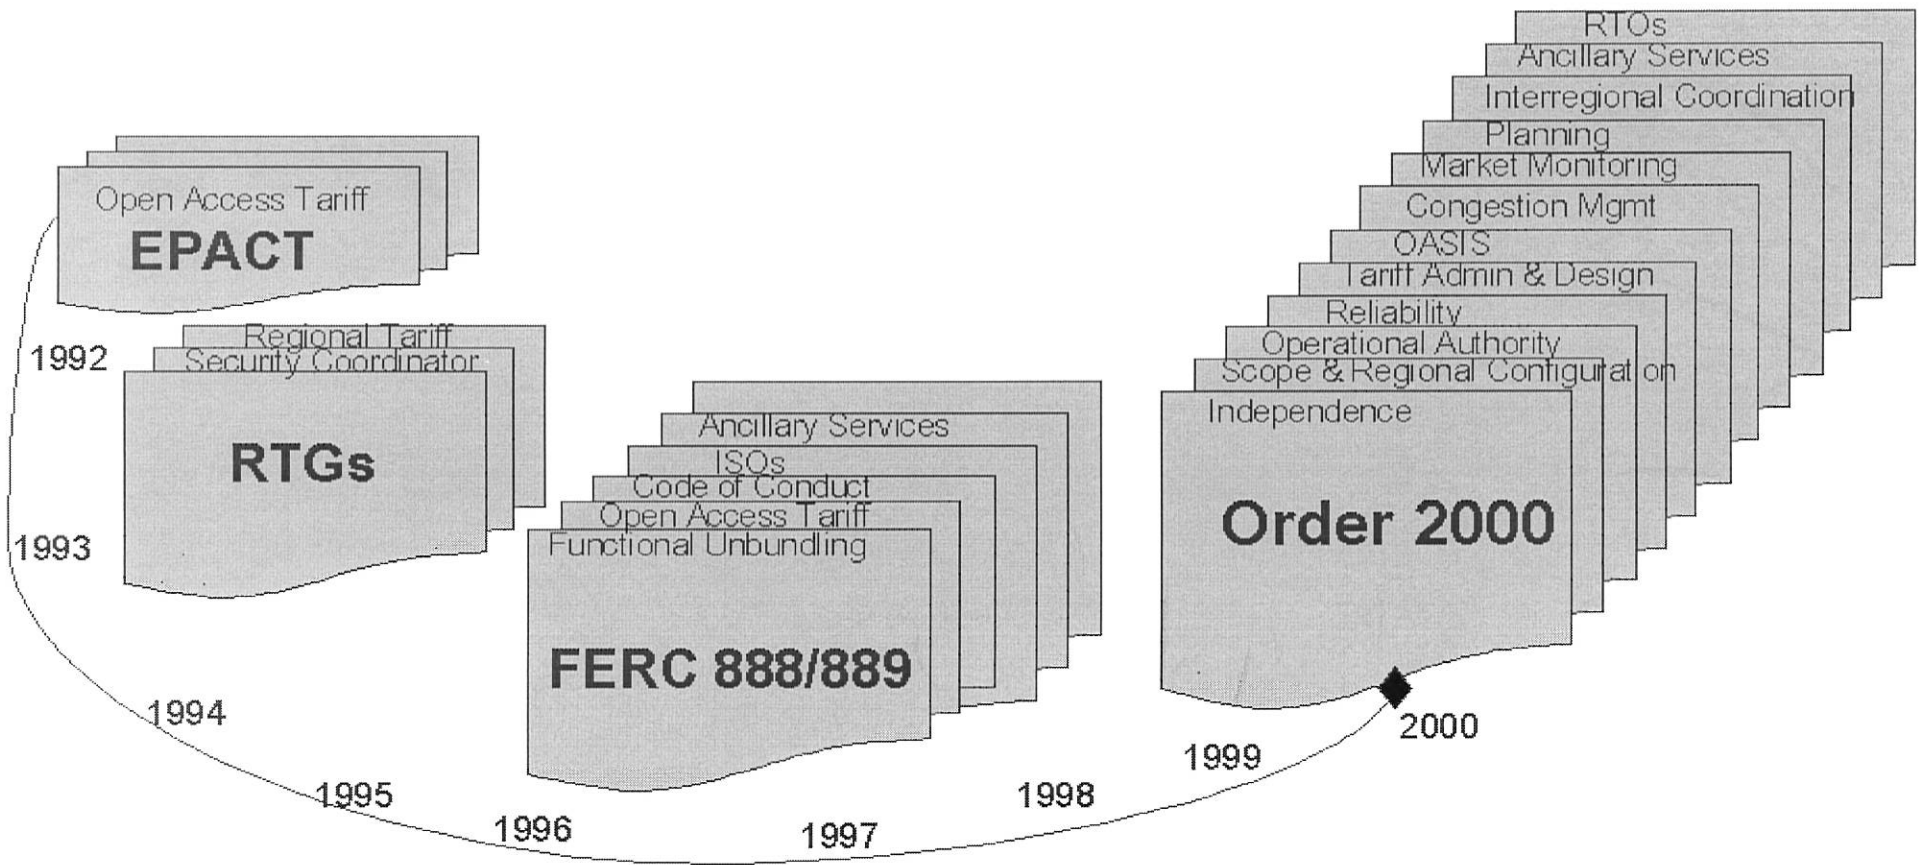 Open Access Tariff
EPACT
1992
Regional Tariff
Security Coordinator
RTGs
1993
Ancillary Services
ISOs
Code of Conduct
Open Access Tariff
Functional Unbundling
FERC 888/889
1994
1995
1996
1997
1998
1999
2000
RTOs
Ancillary Services
Interregional Coordination
Planning
Market Monitoring
Congestion Mgmt
OASIS
Tariff Admin & Design
Reliability
Operational Authority
Scope & Regional Configuration
Independence
Order 2000